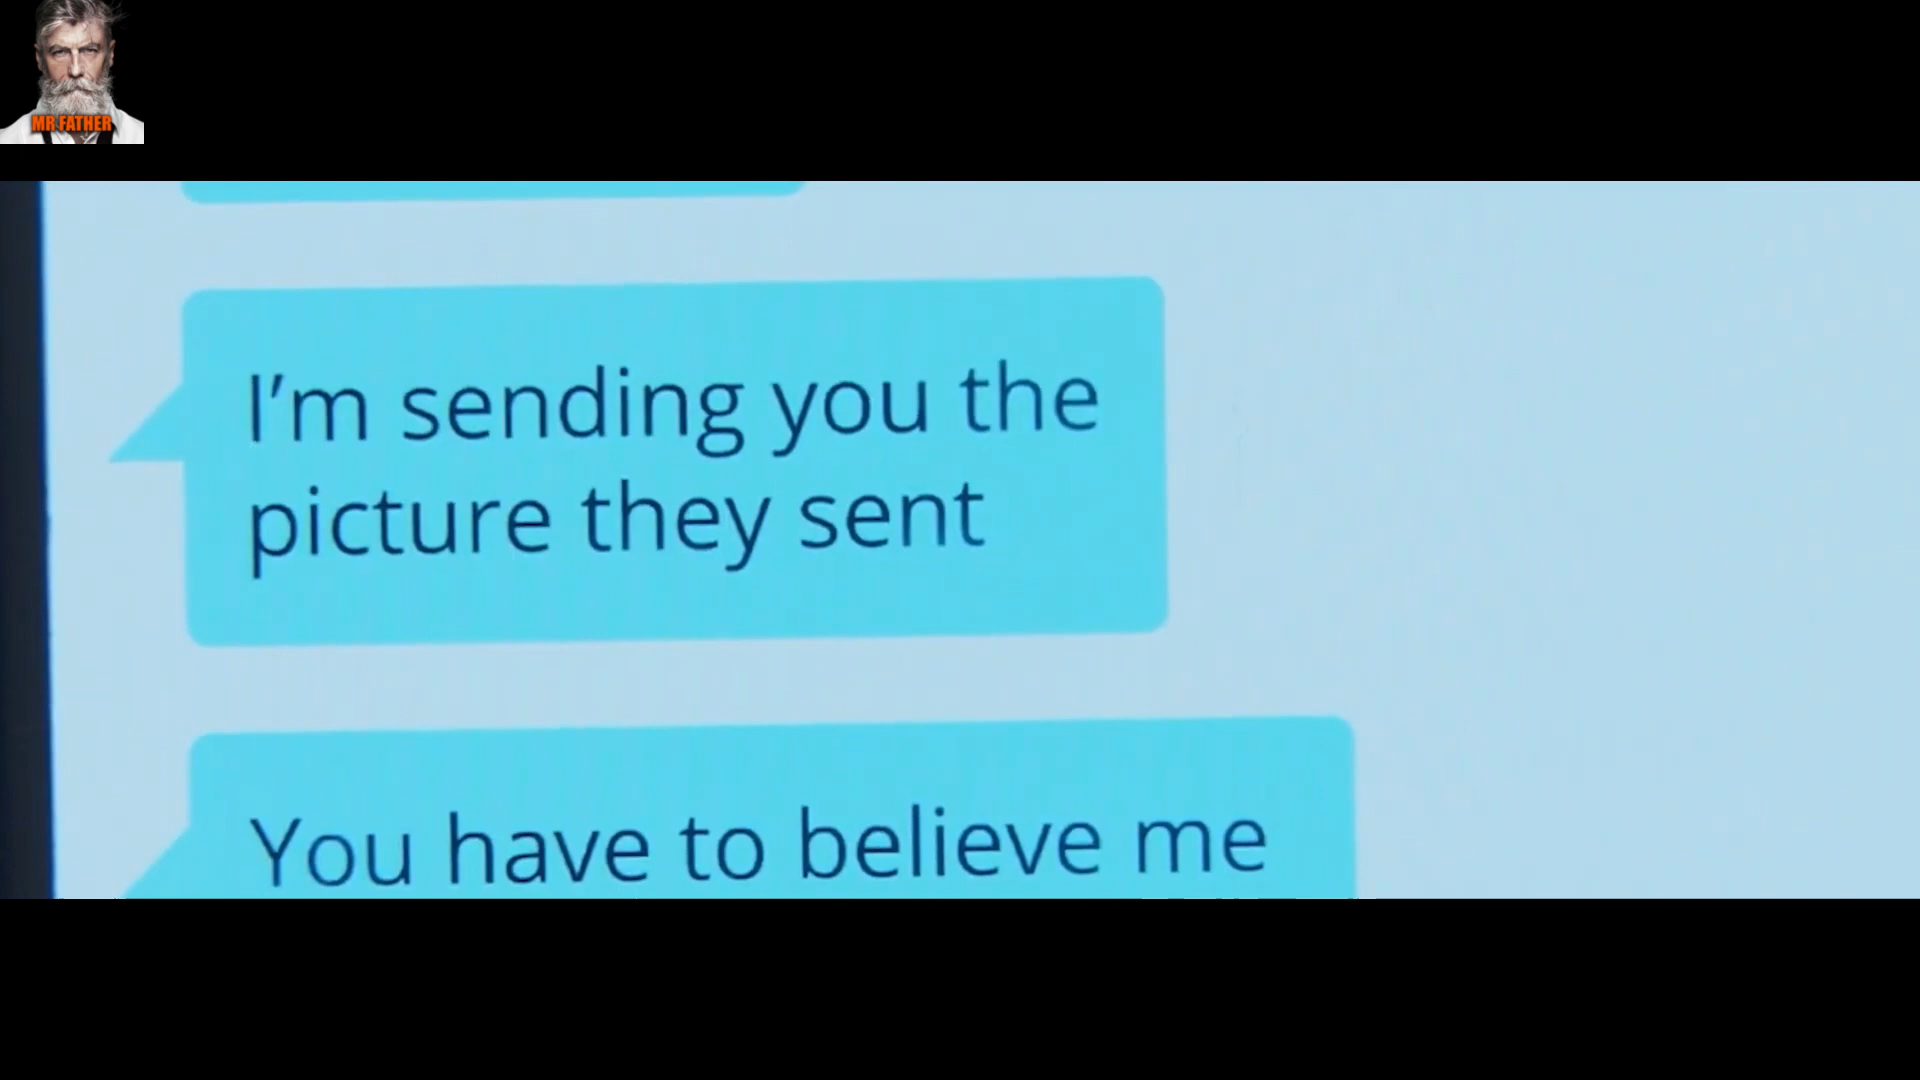 MR FATHER
I’m sending you the
picture they sent
You have to believe me